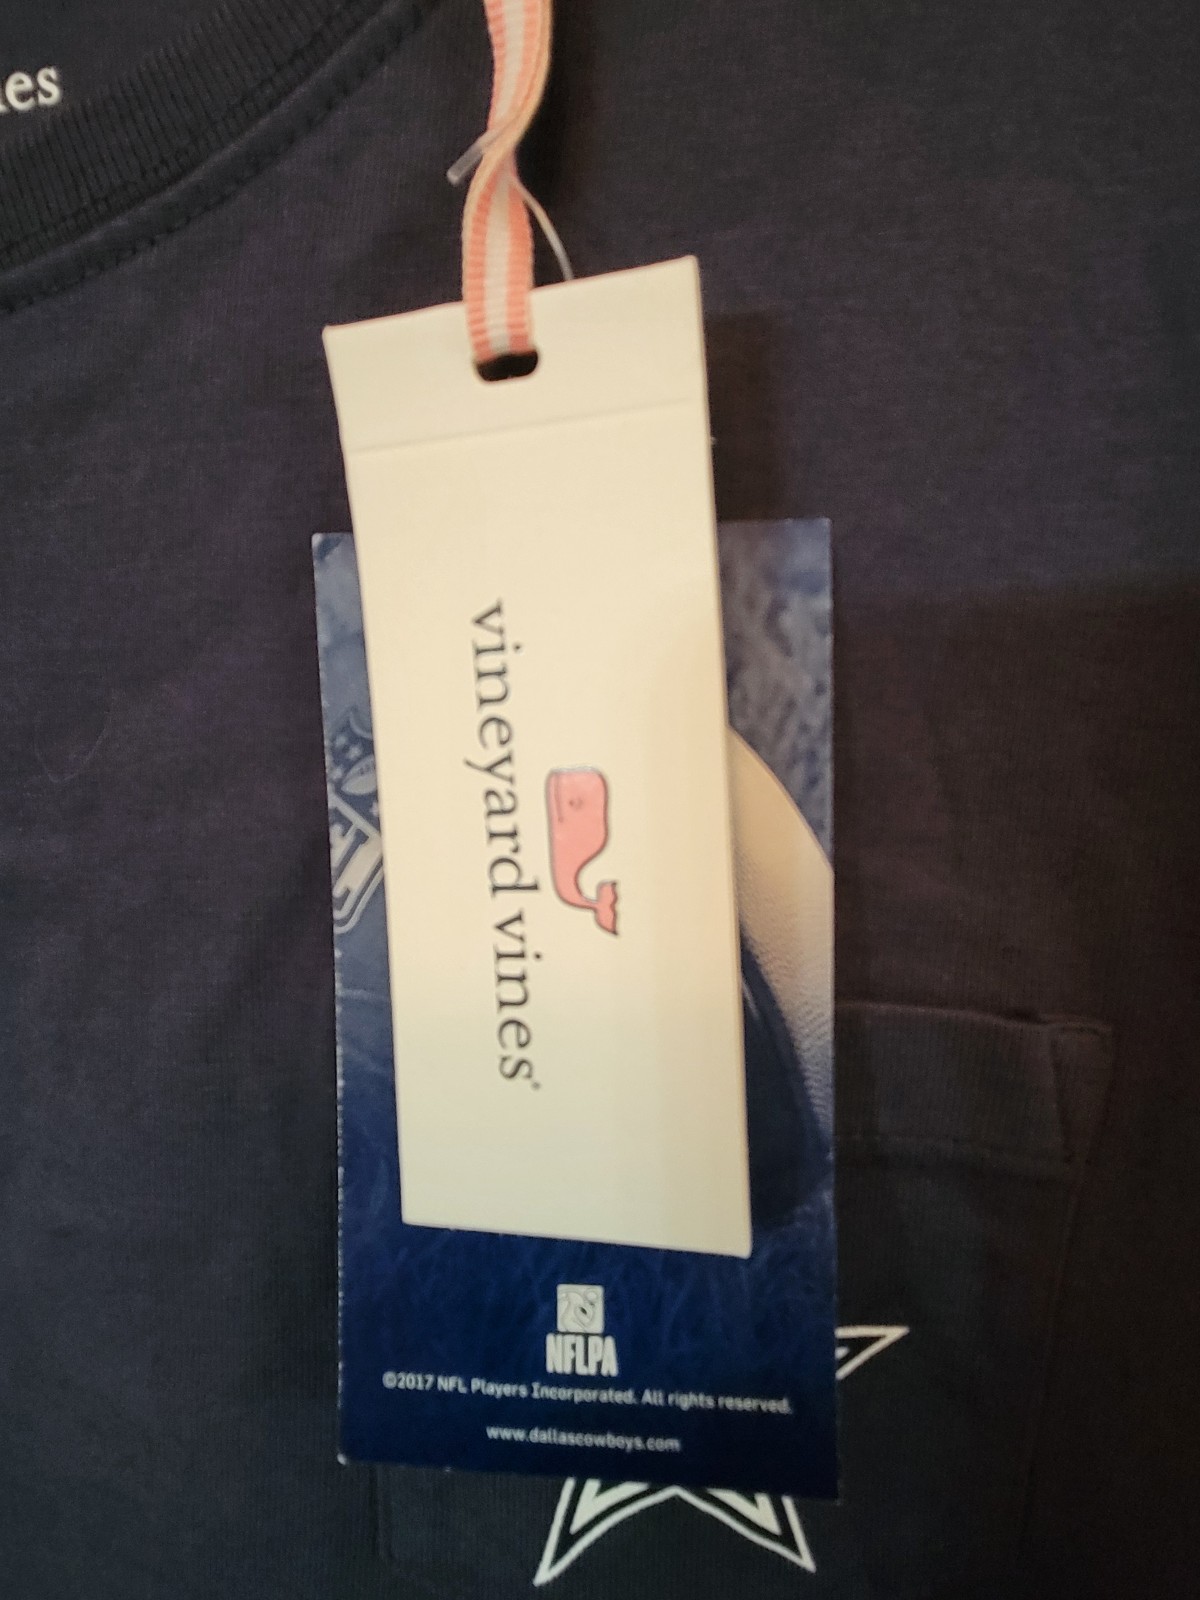 es
vineyard vines®
NFLPA
©2017 NFL Players Incorporated. All rights reserved.
www.dallascowboys.com